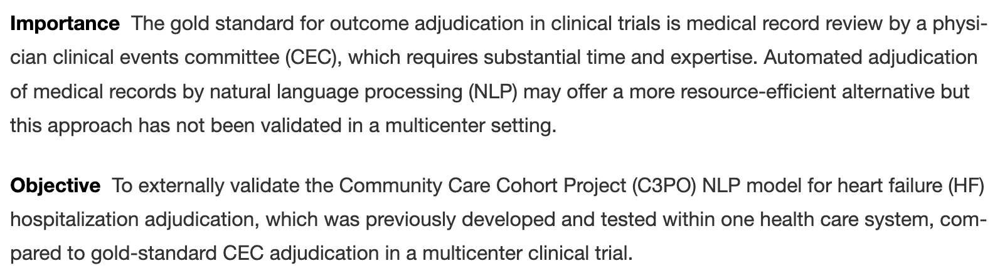 Importance The gold standard for outcome adjudication in clinical trials is medical record review by a physi-
cian clinical events committee (CEC), which requires substantial time and expertise. Automated adjudication
of medical records by natural language processing (NLP) may offer a more resource-efficient alternative but
this approach has not been validated in a multicenter setting.
Objective To externally validate the Community Care Cohort Project (C3PO) NLP model for heart failure (HF)
hospitalization adjudication, which was previously developed and tested within one health care system, com-
pared to gold-standard CEC adjudication in a multicenter clinical trial.